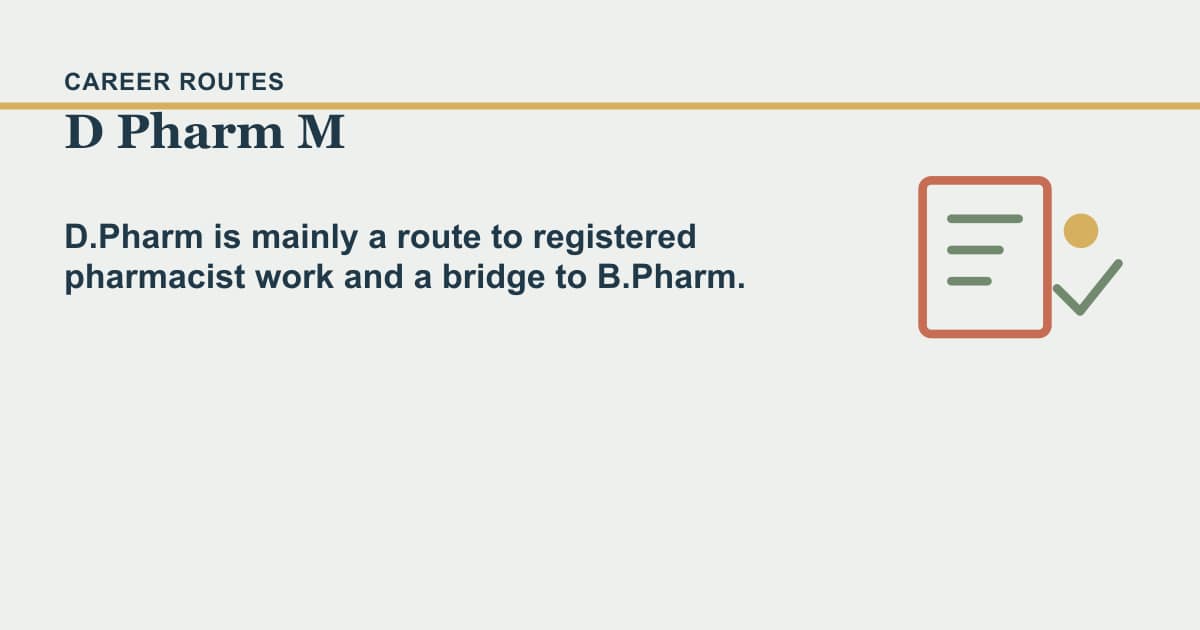 CAREER ROUTES
D Pharm M
D.Pharm is mainly a route to registered
pharmacist work and a bridge to B.Pharm.